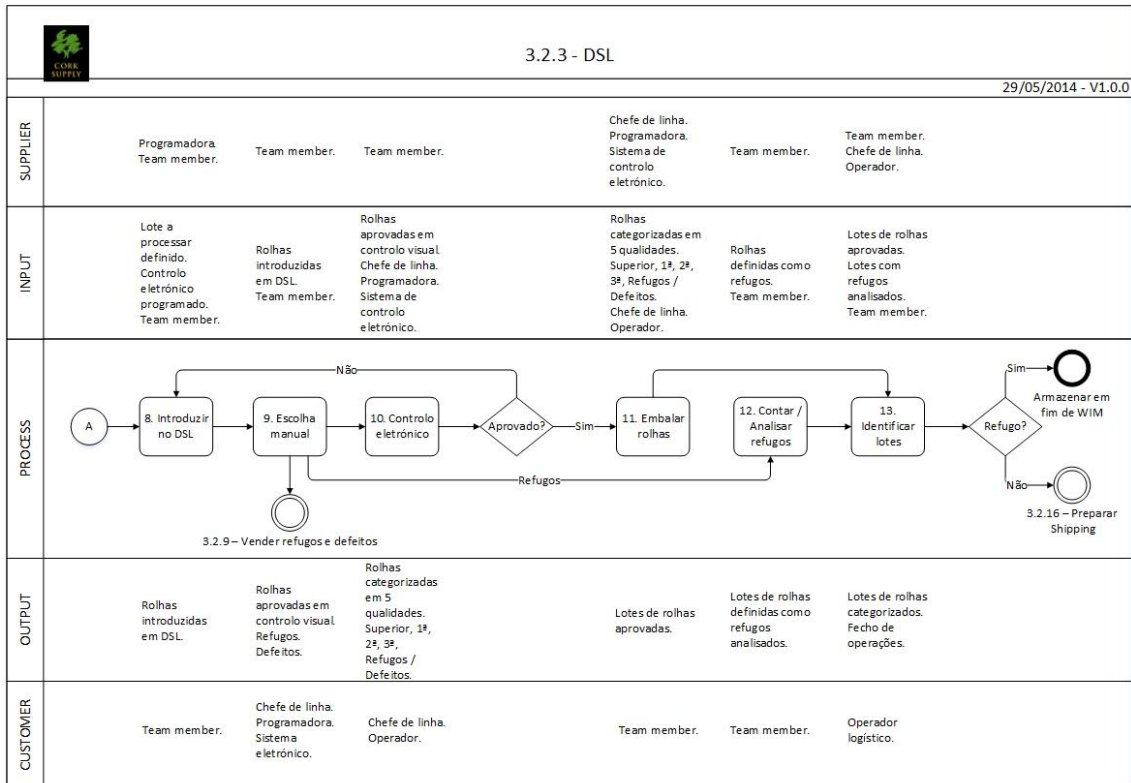 CORK
SUPPLY
3.2.3 - DSL
29/05/2014 - V1.0.0
SUPPLIER
Programadora.
Team member.
Team member.
Team member.
Chefe de linha.
Programadora.
Sistema de
controlo
eletrónico.
Team member.
Team member.
Chefe de linha.
Operador.
INPUT
Lote a
processar
definido.
Controlo
eletrónico
programado.
Team member.
Rolhas
introduzidas
em DSL.
Team member.
Rolhas
aprovadas em
controlo visual.
Chefe de linha.
Programadora.
Sistema de
controlo
eletrónico.
Rolhas
categorizadas em
5 qualidades.
Superior, 1ª, 2ª,
3ª, Refugos /
Defeitos.
Chefe de linha.
Operador.
Rolhas
definidas como
refugos.
Team member.
Lotes de rolhas
aprovadas.
Lotes com
refugos
analisados.
Team member.
PROCESS
A
8. Introduzir
no DSL
9. Escolha
manual
10. Controlo
eletrónico
Aprovado?
Não
Sim
11. Embalar
rolhas
12. Contar /
Analisar
refugos
13.
Identificar
lotes
Refugo?
Sim
Armazenar em
fim de WIM
Não
3.2.16 – Preparar
Shipping
Refugos
3.2.9 – Vender refugos e defeitos
OUTPUT
Rolhas
introduzidas
em DSL.
Rolhas
aprovadas em
controlo visual.
Refugos.
Defeitos.
Rolhas
categorizadas
em 5
qualidades.
Superior, 1ª,
2ª, 3ª,
Refugos /
Defeitos.
Lotes de rolhas
aprovadas.
Lotes de rolhas
definidas como
refugos
analisados.
Lotes de rolhas
categorizados.
Fecho de
operações.
CUSTOMER
Team member.
Chefe de linha.
Programadora.
Sistema
eletrónico.
Chefe de linha.
Operador.
Team member.
Team member.
Operador
logístico.